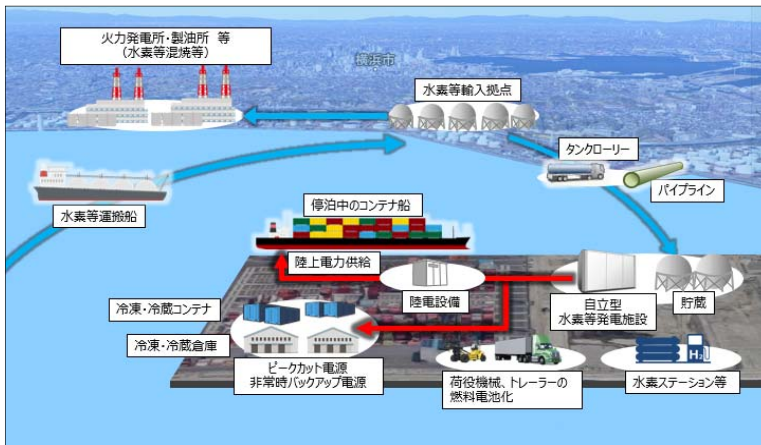 火力発電所・製油所 等
（水素等混焼等）
横浜市
水素等輸入拠点
タンクローリー
パイプライン
水素等運搬船
停泊中のコンテナ船
陸上電力供給
陸電設備
自立型
水素等発電施設
貯蔵
冷凍・冷蔵コンテナ
冷凍・冷蔵倉庫
ピークカット電源
非常時バックアップ電源
荷役機械、トレーラーの
燃料電池化
H2
水素ステーション等